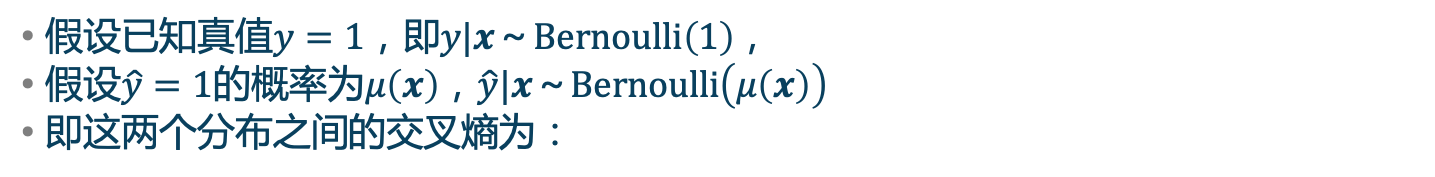 • 假设已知真值y = 1，即y|x ~ Bernoulli(1)，
• 假设ŷ = 1的概率为μ(x)，ŷ|x ~ Bernoulli(μ(x))
• 即这两个分布之间的交叉熵为：